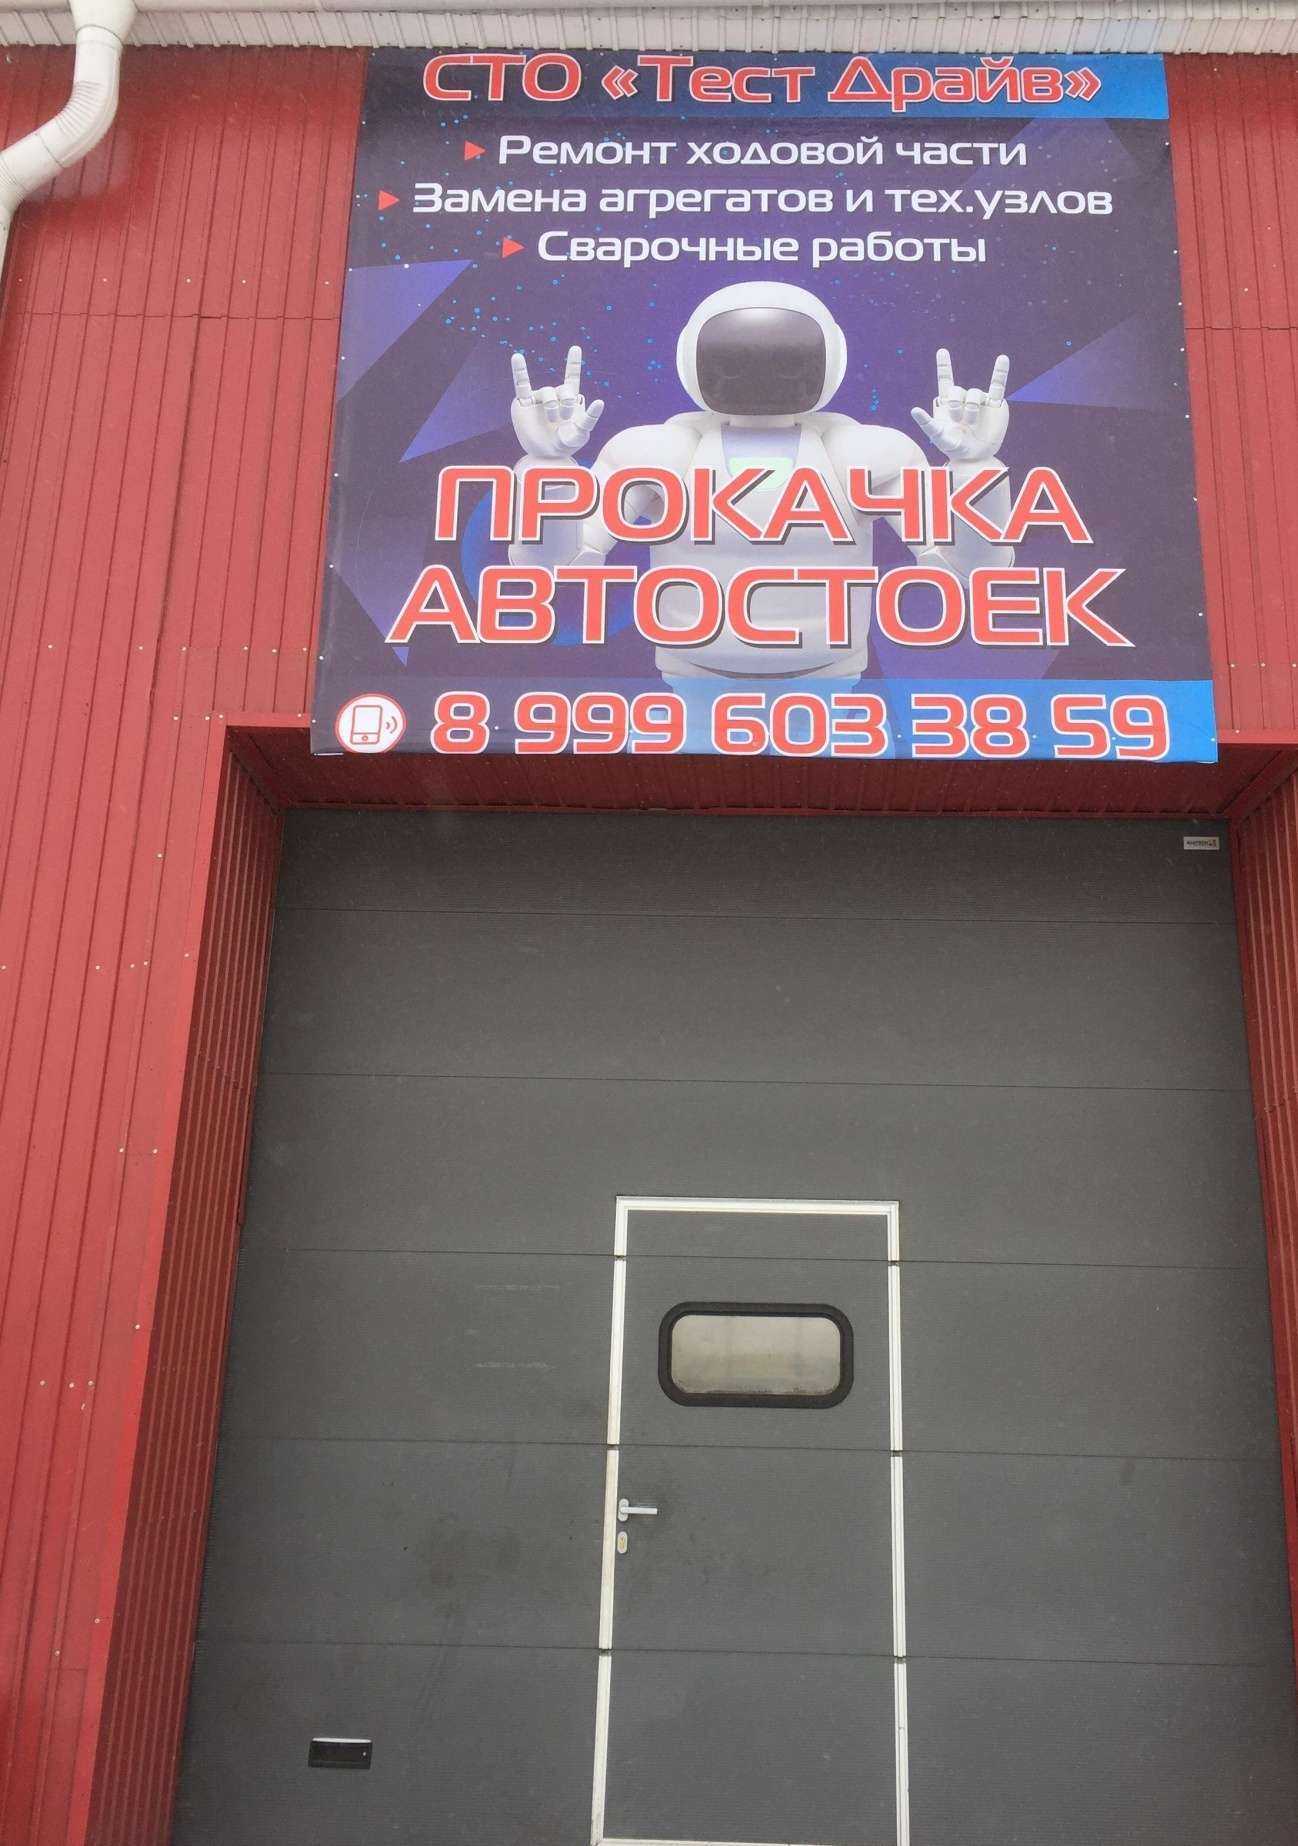 СТО «Тест Драйв»
Ремонт ходовой части
Замена агрегатов и тех.узлов
Сварочные работы
ПРОКАЧКА
АВТОСТОЕК
8 999 603 38 59